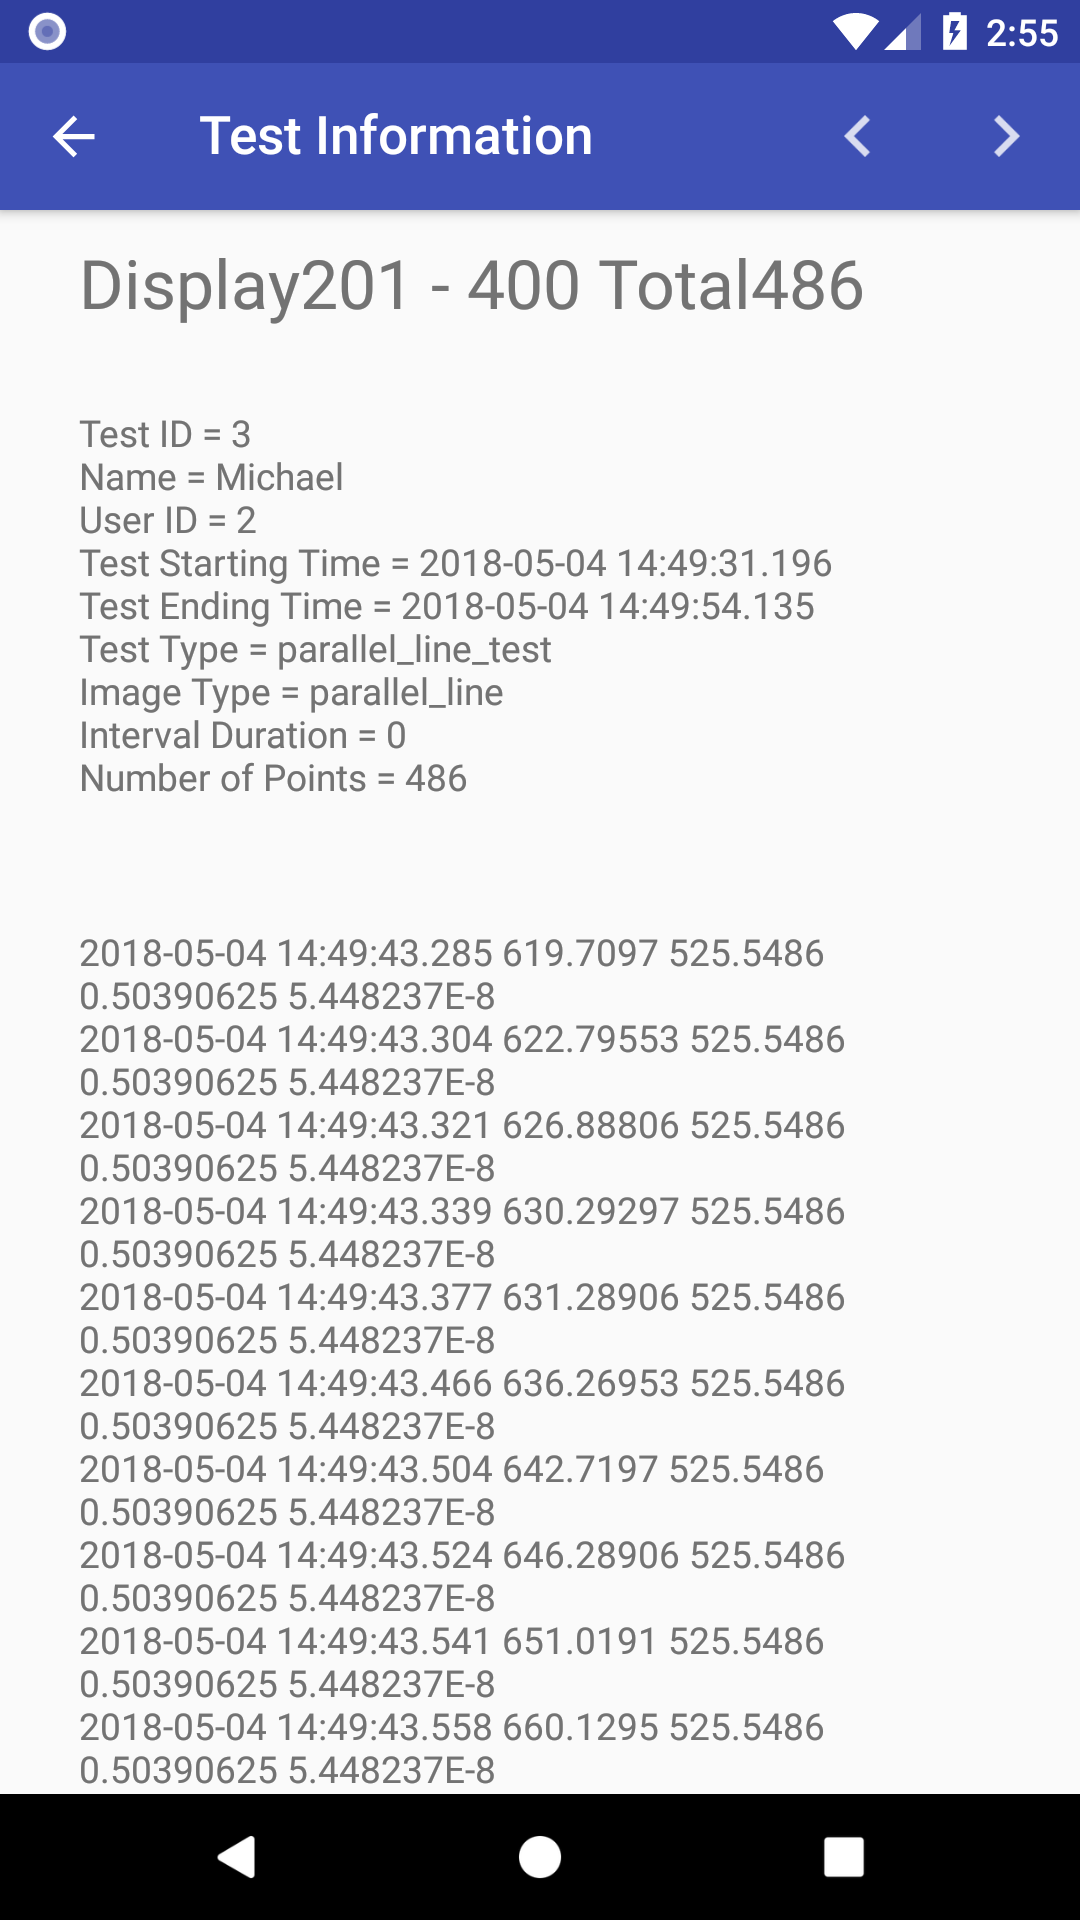 2:55
Test Information
Display201 - 400 Total486
Test ID = 3
Name = Michael
User ID = 2
Test Starting Time = 2018-05-04 14:49:31.196
Test Ending Time = 2018-05-04 14:49:54.135
Test Type = parallel_line_test
Image Type = parallel_line
Interval Duration = 0
Number of Points = 486
2018-05-04 14:49:43.285 619.7097 525.5486
0.50390625 5.448237E-8
2018-05-04 14:49:43.304 622.79553 525.5486
0.50390625 5.448237E-8
2018-05-04 14:49:43.321 626.88806 525.5486
0.50390625 5.448237E-8
2018-05-04 14:49:43.339 630.29297 525.5486
0.50390625 5.448237E-8
2018-05-04 14:49:43.377 631.28906 525.5486
0.50390625 5.448237E-8
2018-05-04 14:49:43.466 636.26953 525.5486
0.50390625 5.448237E-8
2018-05-04 14:49:43.504 642.7197 525.5486
0.50390625 5.448237E-8
2018-05-04 14:49:43.524 646.28906 525.5486
0.50390625 5.448237E-8
2018-05-04 14:49:43.541 651.0191 525.5486
0.50390625 5.448237E-8
2018-05-04 14:49:43.558 660.1295 525.5486
0.50390625 5.448237E-8